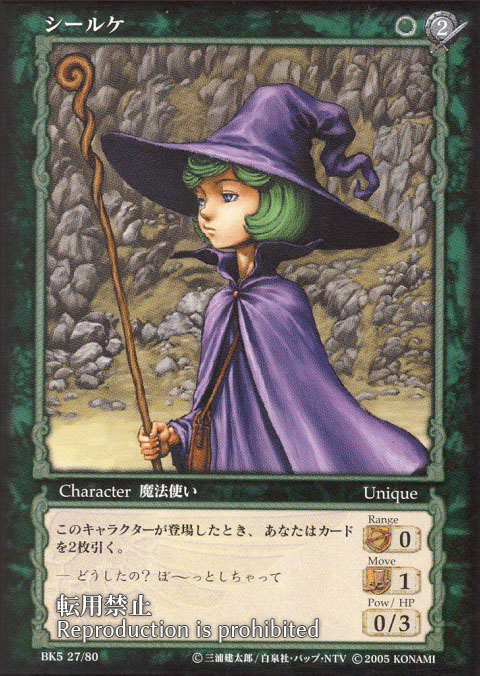 シールケ
2
Character 魔法使い
Unique
このキャラクターが登場したとき、あなたはカード
を2枚引く。
― どうしたの? ぼ〜っとしちゃって
Range
0
Move
1
Pow/ HP
0/3
転用禁止
Reproduction is prohibited
BK5 27/80
©三浦建太郎/白泉社・バップ・NTV ©2005 KONAMI